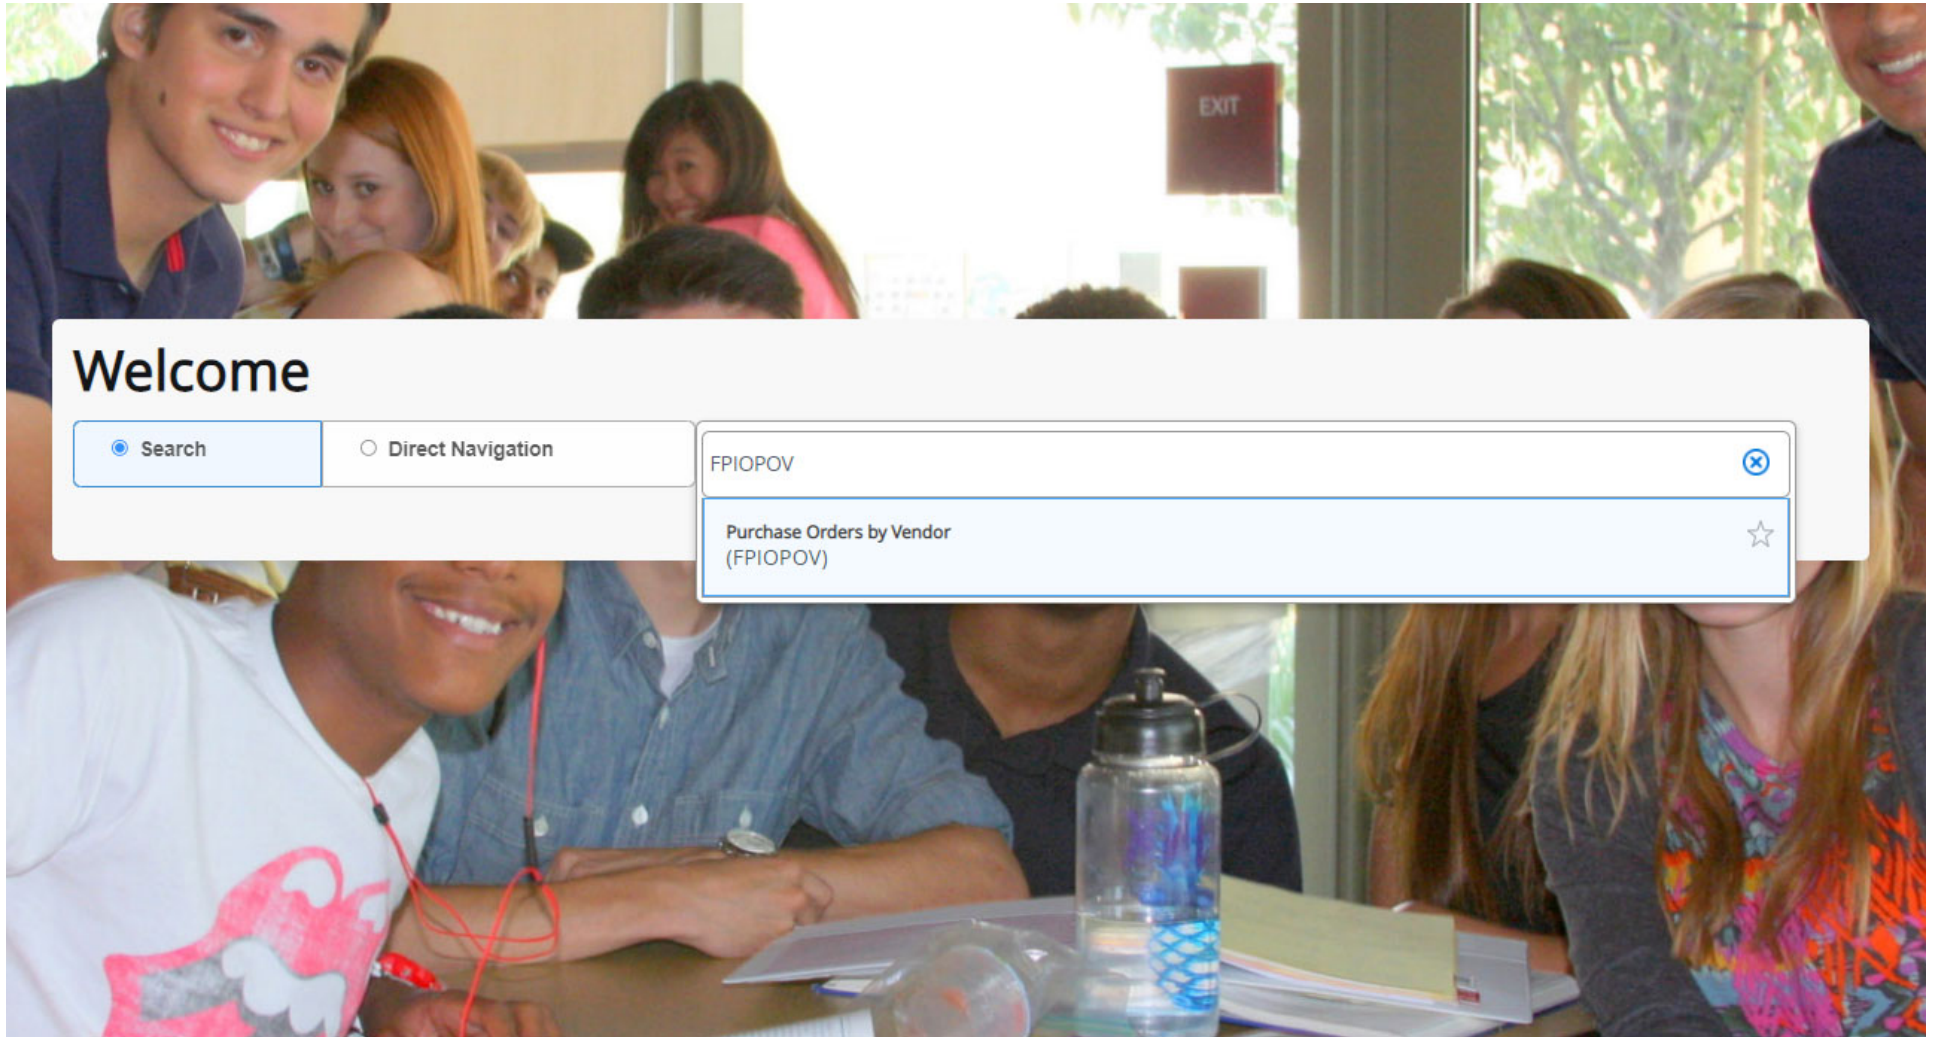 EXIT
Welcome
Search
Direct Navigation
FPIOPOV
Purchase Orders by Vendor
(FPIOPOV)